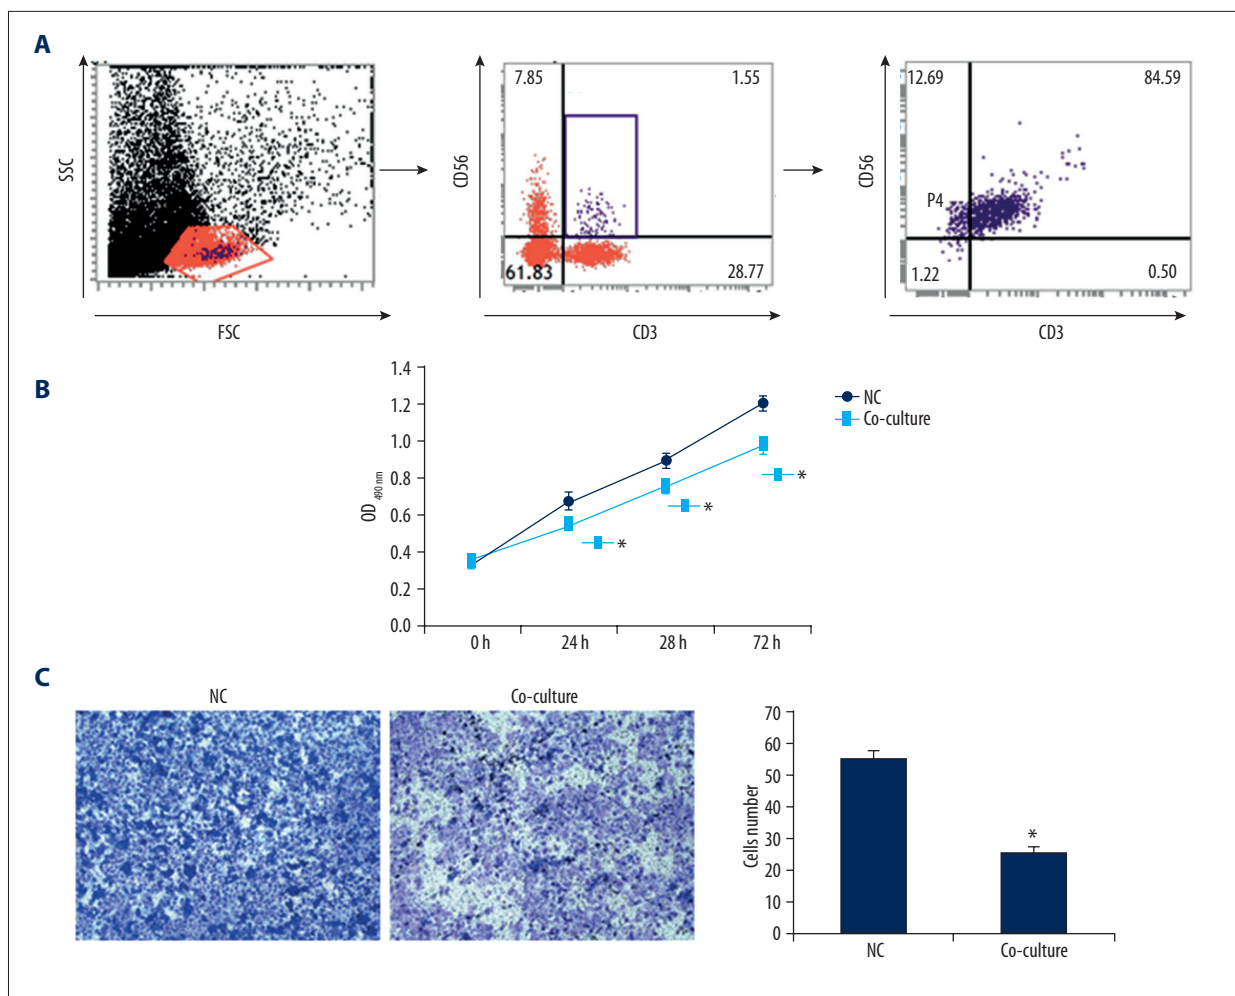 A
SSC
FSC
CD56
7.85
1.55
61.83
28.77
CD3
CD56
12.69
84.59
P4
1.22
0.50
CD3
B
1.4
1.2
1.0
0.8
0.6
0.4
0.2
0.0
OD 490 nm
0 h
24 h
28 h
72 h
NC
Co-culture
*
*
*
C
NC
Co-culture
Cells number
70
60
50
40
30
20
10
0
*
NC
Co-culture